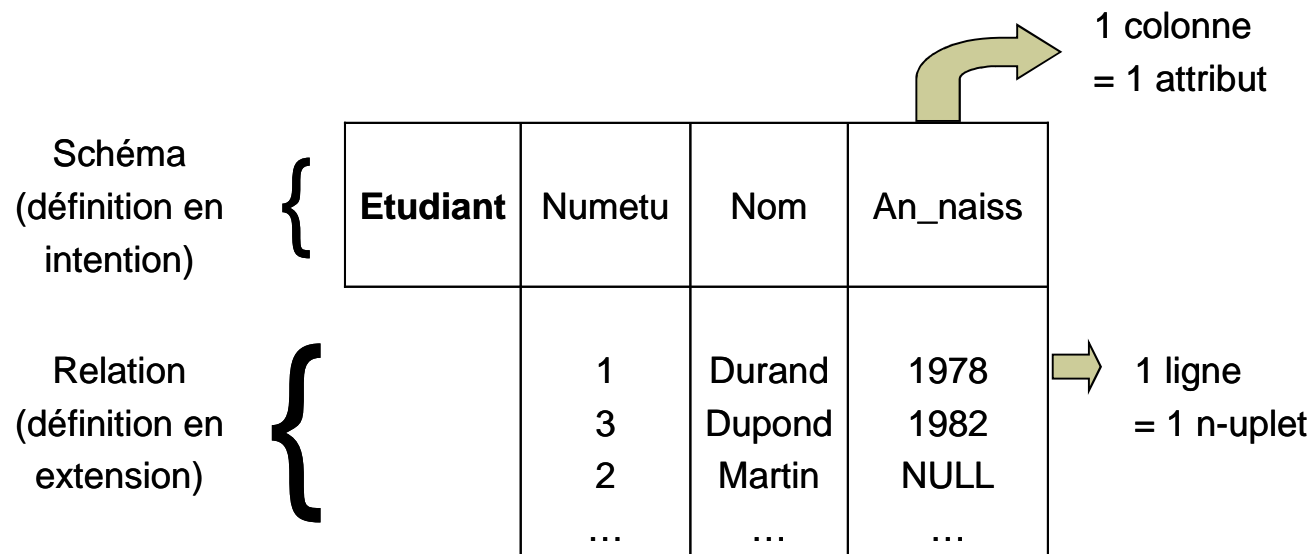 1 colonne
= 1 attribut
Schéma
(définition en
intention)
{
Etudiant Numetu Nom An_naiss
Relation
(définition en
extension)
{
1 Durand 1978
3 Dupond 1982
2 Martin NULL
... ... ...
1 ligne
= 1 n-uplet